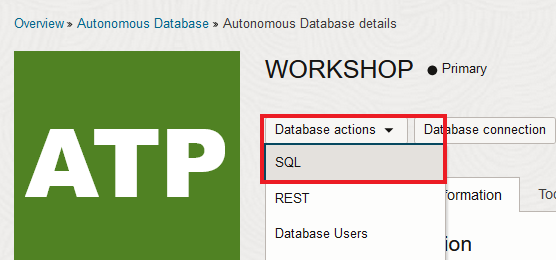 Overview » Autonomous Database » Autonomous Database details
ATP
WORKSHOP
Primary
Database actions
Database connection
SQL
REST
Database Users
formation
Too
ion